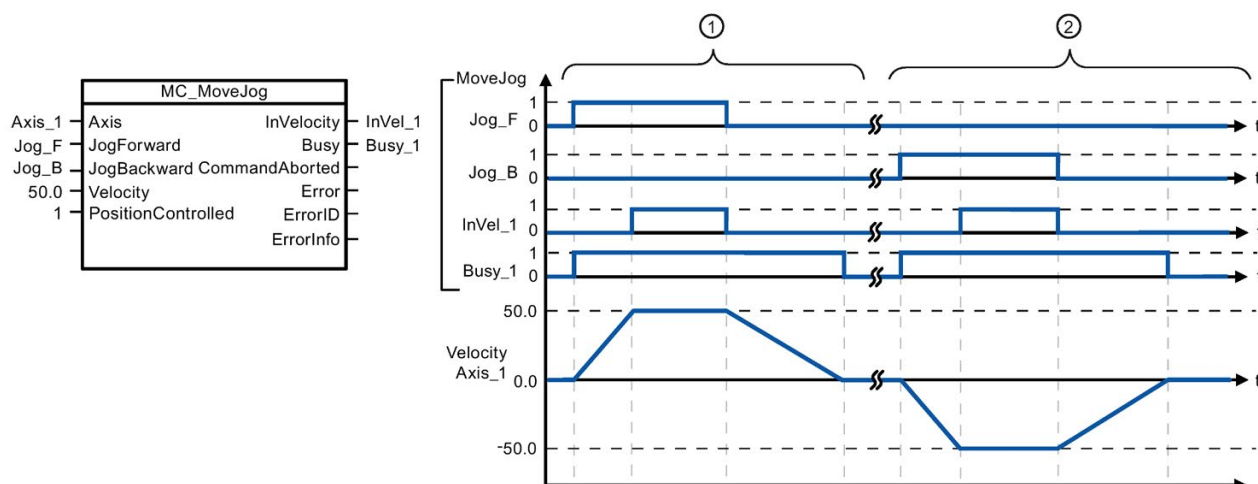 ① ②
MC_MoveJog
Axis_1 Axis InVelocity InVel_1
Jog_F JogForward Busy Busy_1
Jog_B JogBackward CommandAborted
50.0 Velocity Error
1 PositionControlled ErrorID
ErrorInfo
MoveJog
1
Jog_F
0 t
1
Jog_B
0 t
1
InVel_1
0
1
Busy_1
0
50.0
Velocity
Axis_1
0.0 t
-50.0